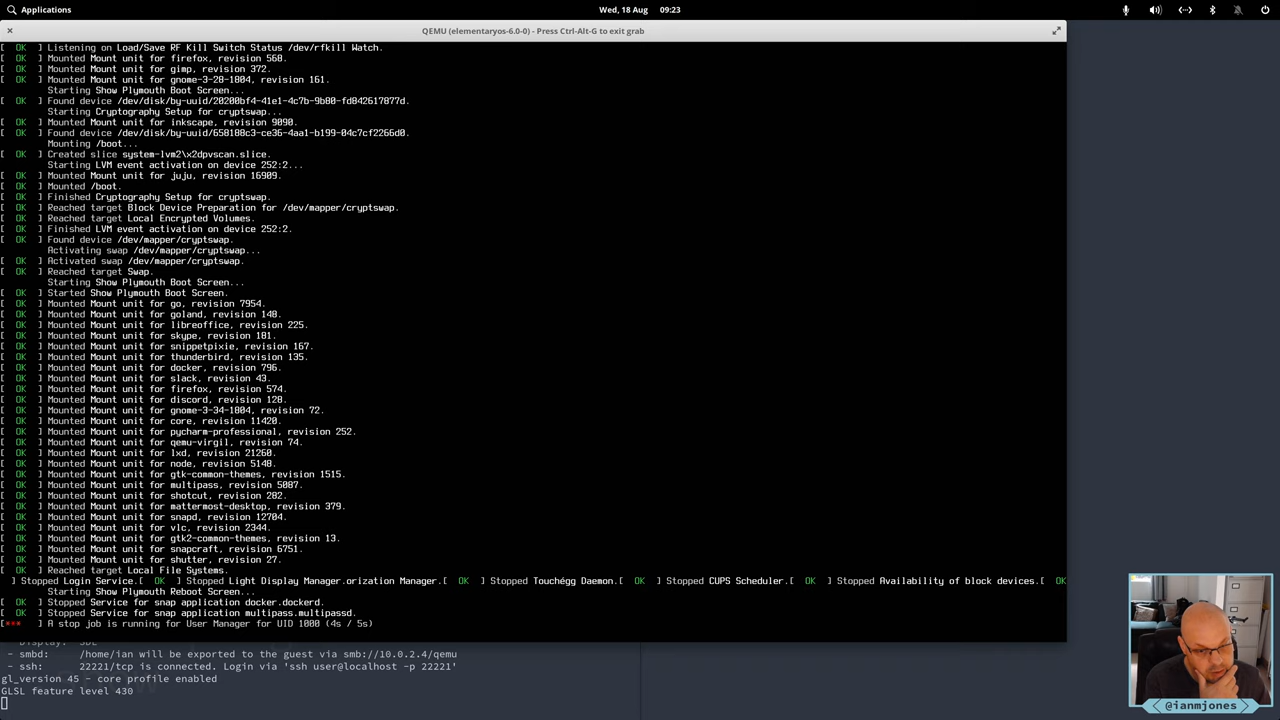 Applications
Wed, 18 Aug 09:23
QEMU (elementaryos-6.0-0) - Press Ctrl-Alt-G to exit grab
[ OK ] Listening on Load/Save RF Kill Switch Status /dev/rfkill Watch.
[ OK ] Mounted Mount unit for firefox, revision 560.
[ OK ] Mounted Mount unit for gimp, revision 372.
[ OK ] Mounted Mount unit for gnome-3-28-1804, revision 161.
Starting Show Plymouth Boot Screen...
[ OK ] Found device /dev/disk/by-uuid/20200bf4-41e1-4c7b-9b80-fd842617877d.
Starting Cryptography Setup for cryptswap...
[ OK ] Mounted Mount unit for inkscape, revision 9090.
[ OK ] Found device /dev/disk/by-uuid/658188c3-ce36-4aa1-b199-04c7cf2266d0.
Mounting /boot...
[ OK ] Created slice system-lvm2\x2dpvscan.slice.
Starting LVM event activation on device 252:2...
[ OK ] Mounted Mount unit for juju, revision 16909.
[ OK ] Mounted /boot.
[ OK ] Finished Cryptography Setup for cryptswap.
[ OK ] Reached target Block Device Preparation for /dev/mapper/cryptswap.
[ OK ] Reached target Local Encrypted Volumes.
[ OK ] Finished LVM event activation on device 252:2.
[ OK ] Found device /dev/mapper/cryptswap.
Activating swap /dev/mapper/cryptswap...
[ OK ] Activated swap /dev/mapper/cryptswap.
[ OK ] Reached target Swap.
Starting Show Plymouth Boot Screen...
[ OK ] Started Show Plymouth Boot Screen.
[ OK ] Mounted Mount unit for go, revision 7954.
[ OK ] Mounted Mount unit for goland, revision 148.
[ OK ] Mounted Mount unit for libreoffice, revision 225.
[ OK ] Mounted Mount unit for skype, revision 181.
[ OK ] Mounted Mount unit for snippetpixie, revision 167.
[ OK ] Mounted Mount unit for thunderbird, revision 135.
[ OK ] Mounted Mount unit for docker, revision 796.
[ OK ] Mounted Mount unit for slack, revision 43.
[ OK ] Mounted Mount unit for firefox, revision 574.
[ OK ] Mounted Mount unit for discord, revision 128.
[ OK ] Mounted Mount unit for gnome-3-34-1804, revision 72.
[ OK ] Mounted Mount unit for core, revision 11420.
[ OK ] Mounted Mount unit for pycharm-professional, revision 252.
[ OK ] Mounted Mount unit for qemu-virgil, revision 74.
[ OK ] Mounted Mount unit for lxd, revision 21260.
[ OK ] Mounted Mount unit for node, revision 5148.
[ OK ] Mounted Mount unit for gtk-common-themes, revision 1515.
[ OK ] Mounted Mount unit for multipass, revision 5087.
[ OK ] Mounted Mount unit for shotcut, revision 282.
[ OK ] Mounted Mount unit for mattermost-desktop, revision 379.
[ OK ] Mounted Mount unit for snapd, revision 12704.
[ OK ] Mounted Mount unit for vlc, revision 2344.
[ OK ] Mounted Mount unit for gtk2-common-themes, revision 13.
[ OK ] Mounted Mount unit for snapcraft, revision 6751.
[ OK ] Mounted Mount unit for shutter, revision 27.
[ OK ] Reached target Local File Systems.
] Stopped Login Service.[ OK ] Stopped Light Display Manager.orization Manager.[ OK ] Stopped Touchégg Daemon.[ OK ] Stopped CUPS Scheduler.[ OK ] Stopped Availability of block devices.[ OK
Starting Show Plymouth Reboot Screen...
[ OK ] Stopped Service for snap application docker.dockerd.
[ OK ] Stopped Service for snap application multipass.multipassd.
[*** ] A stop job is running for User Manager for UID 1000 (4s / 5s)
- Display: SDL
- smbd: /home/ian will be exported to the guest via smb://10.0.2.4/qemu
- ssh: 22221/tcp is connected. Login via 'ssh user@localhost -p 22221'
gl_version 45 - core profile enabled
GLSL feature level 430
@ianmjones